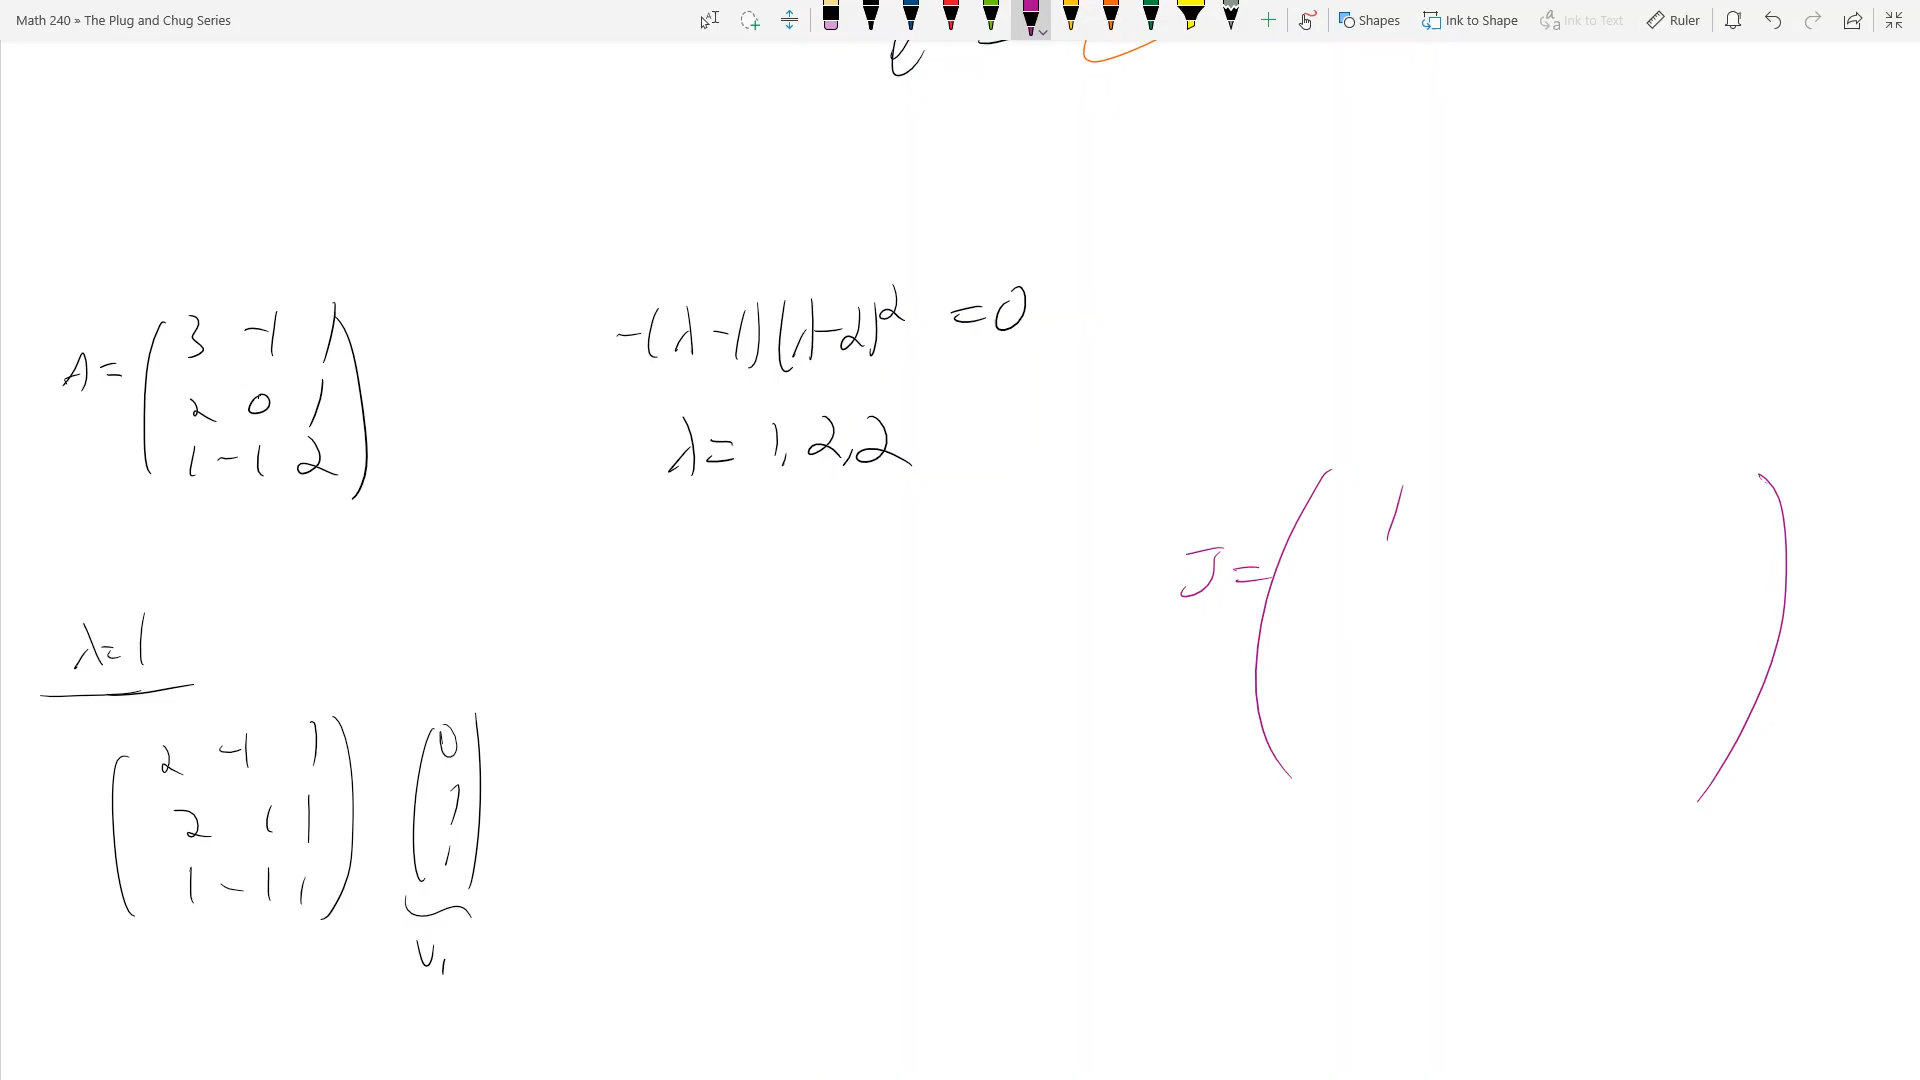 Math 240 » The Plug and Chug Series
Shapes
Ink to Shape
Ink to Text
Ruler
A = ( 3 -1 1
2 0 1
1 -1 2 )
-(λ-1)(λ-2)² = 0
λ = 1, 2, 2
J = ( 1 )
λ=1
( 2 -1 1
2 1 1
1 -1 1 )
( 0
1
1 )
v₁